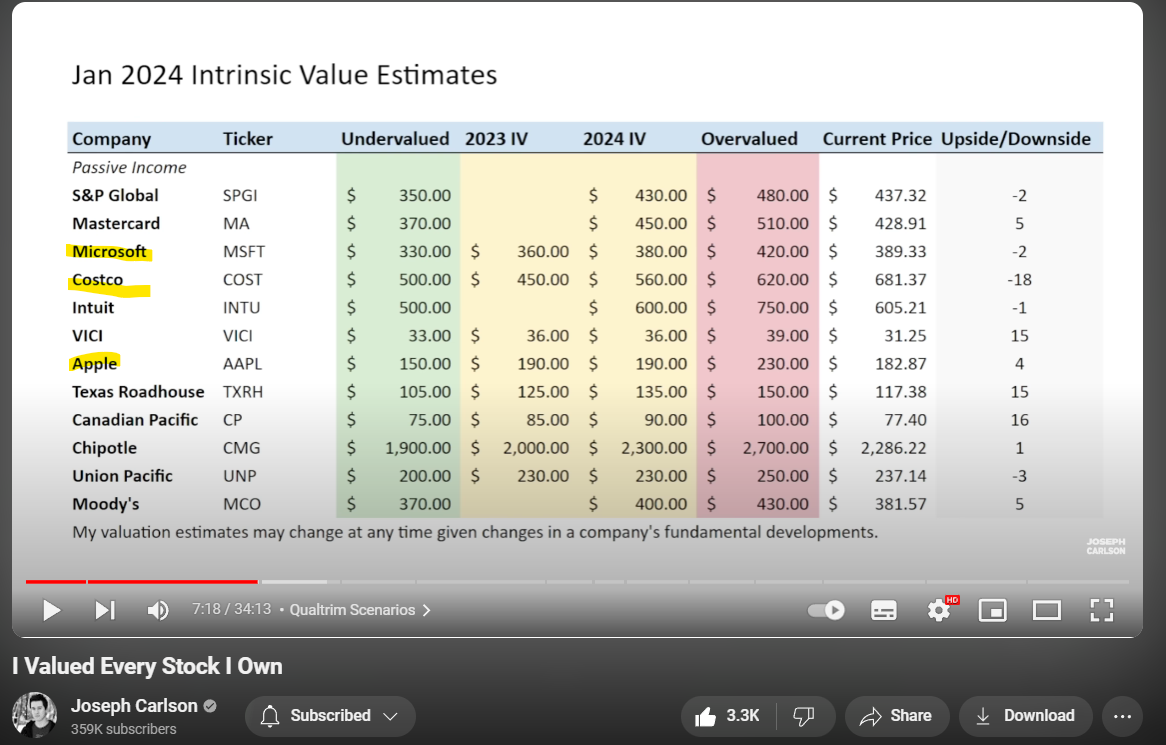 Jan 2024 Intrinsic Value Estimates
Company Ticker Undervalued 2023 IV 2024 IV Overvalued Current Price Upside/Downside
Passive Income
S&P Global SPGI $ 350.00 $ 430.00 $ 480.00 $ 437.32 -2
Mastercard MA $ 370.00 $ 450.00 $ 510.00 $ 428.91 5
Microsoft MSFT $ 330.00 $ 360.00 $ 380.00 $ 420.00 $ 389.33 -2
Costco COST $ 500.00 $ 450.00 $ 560.00 $ 620.00 $ 681.37 -18
Intuit INTU $ 500.00 $ 600.00 $ 750.00 $ 605.21 -1
VICI VICI $ 33.00 $ 36.00 $ 36.00 $ 39.00 $ 31.25 15
Apple AAPL $ 150.00 $ 190.00 $ 190.00 $ 230.00 $ 182.87 4
Texas Roadhouse TXRH $ 105.00 $ 125.00 $ 135.00 $ 150.00 $ 117.38 15
Canadian Pacific CP $ 75.00 $ 85.00 $ 90.00 $ 100.00 $ 77.40 16
Chipotle CMG $ 1,900.00 $ 2,000.00 $ 2,300.00 $ 2,700.00 $ 2,286.22 1
Union Pacific UNP $ 200.00 $ 230.00 $ 230.00 $ 250.00 $ 237.14 -3
Moody's MCO $ 370.00 $ 400.00 $ 430.00 $ 381.57 5
My valuation estimates may change at any time given changes in a company's fundamental developments.
JOSEPH
CARLSON
7:18 / 34:13 • Qualtrim Scenarios
HD
I Valued Every Stock I Own
Joseph Carlson
359K subscribers
Subscribed
3.3K
Share
Download